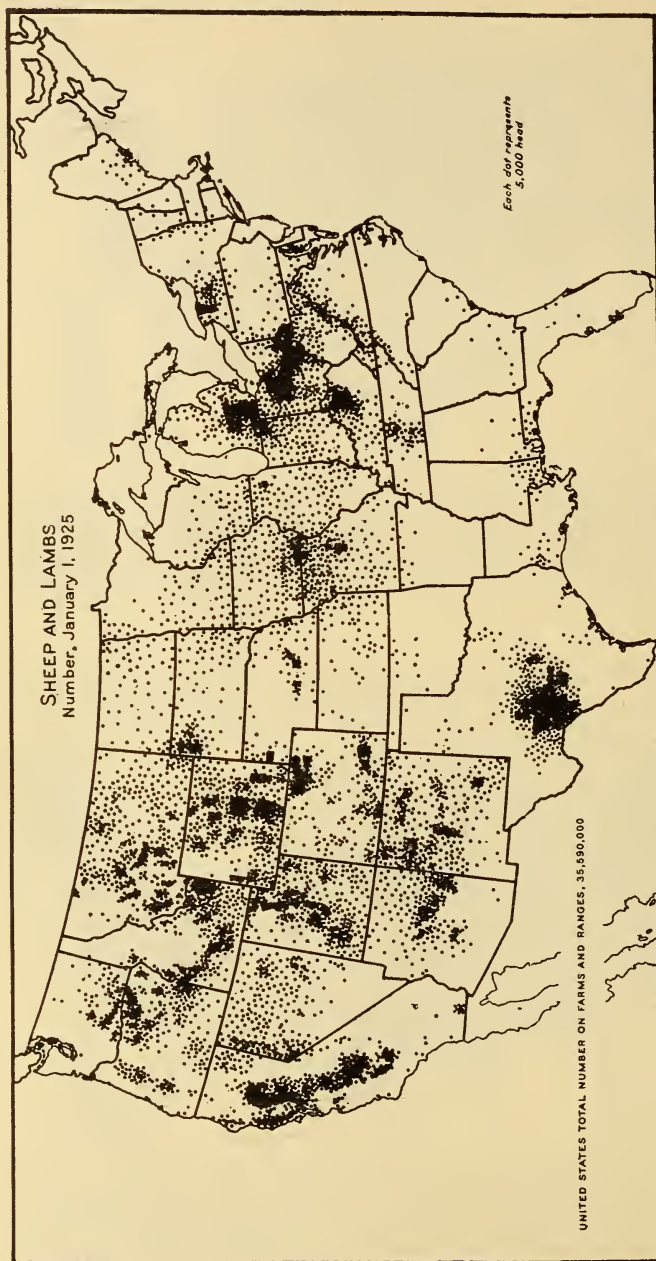 SHEEP AND LAMBS
Number, January 1, 1925
Each dot represents
5,000 head
UNITED STATES TOTAL NUMBER ON FARMS AND RANGES, 35,590,000